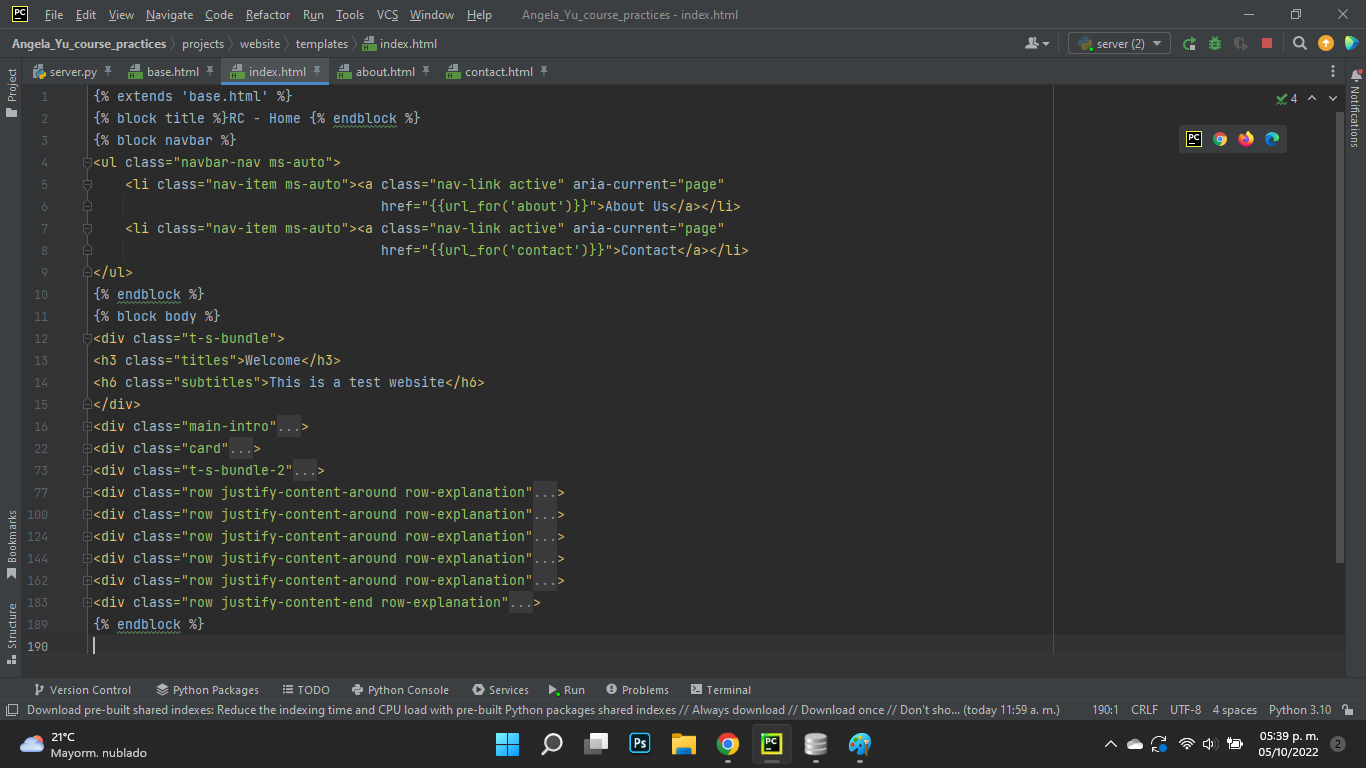 PC File Edit View Navigate Code Refactor Run Tools VCS Window Help Angela_Yu_course_practices - index.html
Angela_Yu_course_practices projects website templates index.html server (2)
server.py base.html index.html about.html contact.html
Project
Notifications
4
PC
1 {% extends 'base.html' %}
2 {% block title %}RC - Home {% endblock %}
3 {% block navbar %}
4 <ul class="navbar-nav ms-auto">
5 <li class="nav-item ms-auto"><a class="nav-link active" aria-current="page"
6 href="{{url_for('about')}}">About Us</a></li>
7 <li class="nav-item ms-auto"><a class="nav-link active" aria-current="page"
8 href="{{url_for('contact')}}">Contact</a></li>
9 </ul>
10 {% endblock %}
11 {% block body %}
12 <div class="t-s-bundle">
13 <h3 class="titles">Welcome</h3>
14 <h6 class="subtitles">This is a test website</h6>
15 </div>
16 <div class="main-intro"...>
22 <div class="card"...>
73 <div class="t-s-bundle-2"...>
77 <div class="row justify-content-around row-explanation"...>
100 <div class="row justify-content-around row-explanation"...>
124 <div class="row justify-content-around row-explanation"...>
144 <div class="row justify-content-around row-explanation"...>
162 <div class="row justify-content-around row-explanation"...>
183 <div class="row justify-content-end row-explanation"...>
189 {% endblock %}
190
Bookmarks
Structure
Version Control Python Packages TODO Python Console Services Run Problems Terminal
Download pre-built shared indexes: Reduce the indexing time and CPU load with pre-built Python packages shared indexes // Always download // Download once // Don't sho... (today 11:59 a. m.) 190:1 CRLF UTF-8 4 spaces Python 3.10
21°C
Mayorm. nublado
Ps
PC
05:39 p. m.
05/10/2022
2